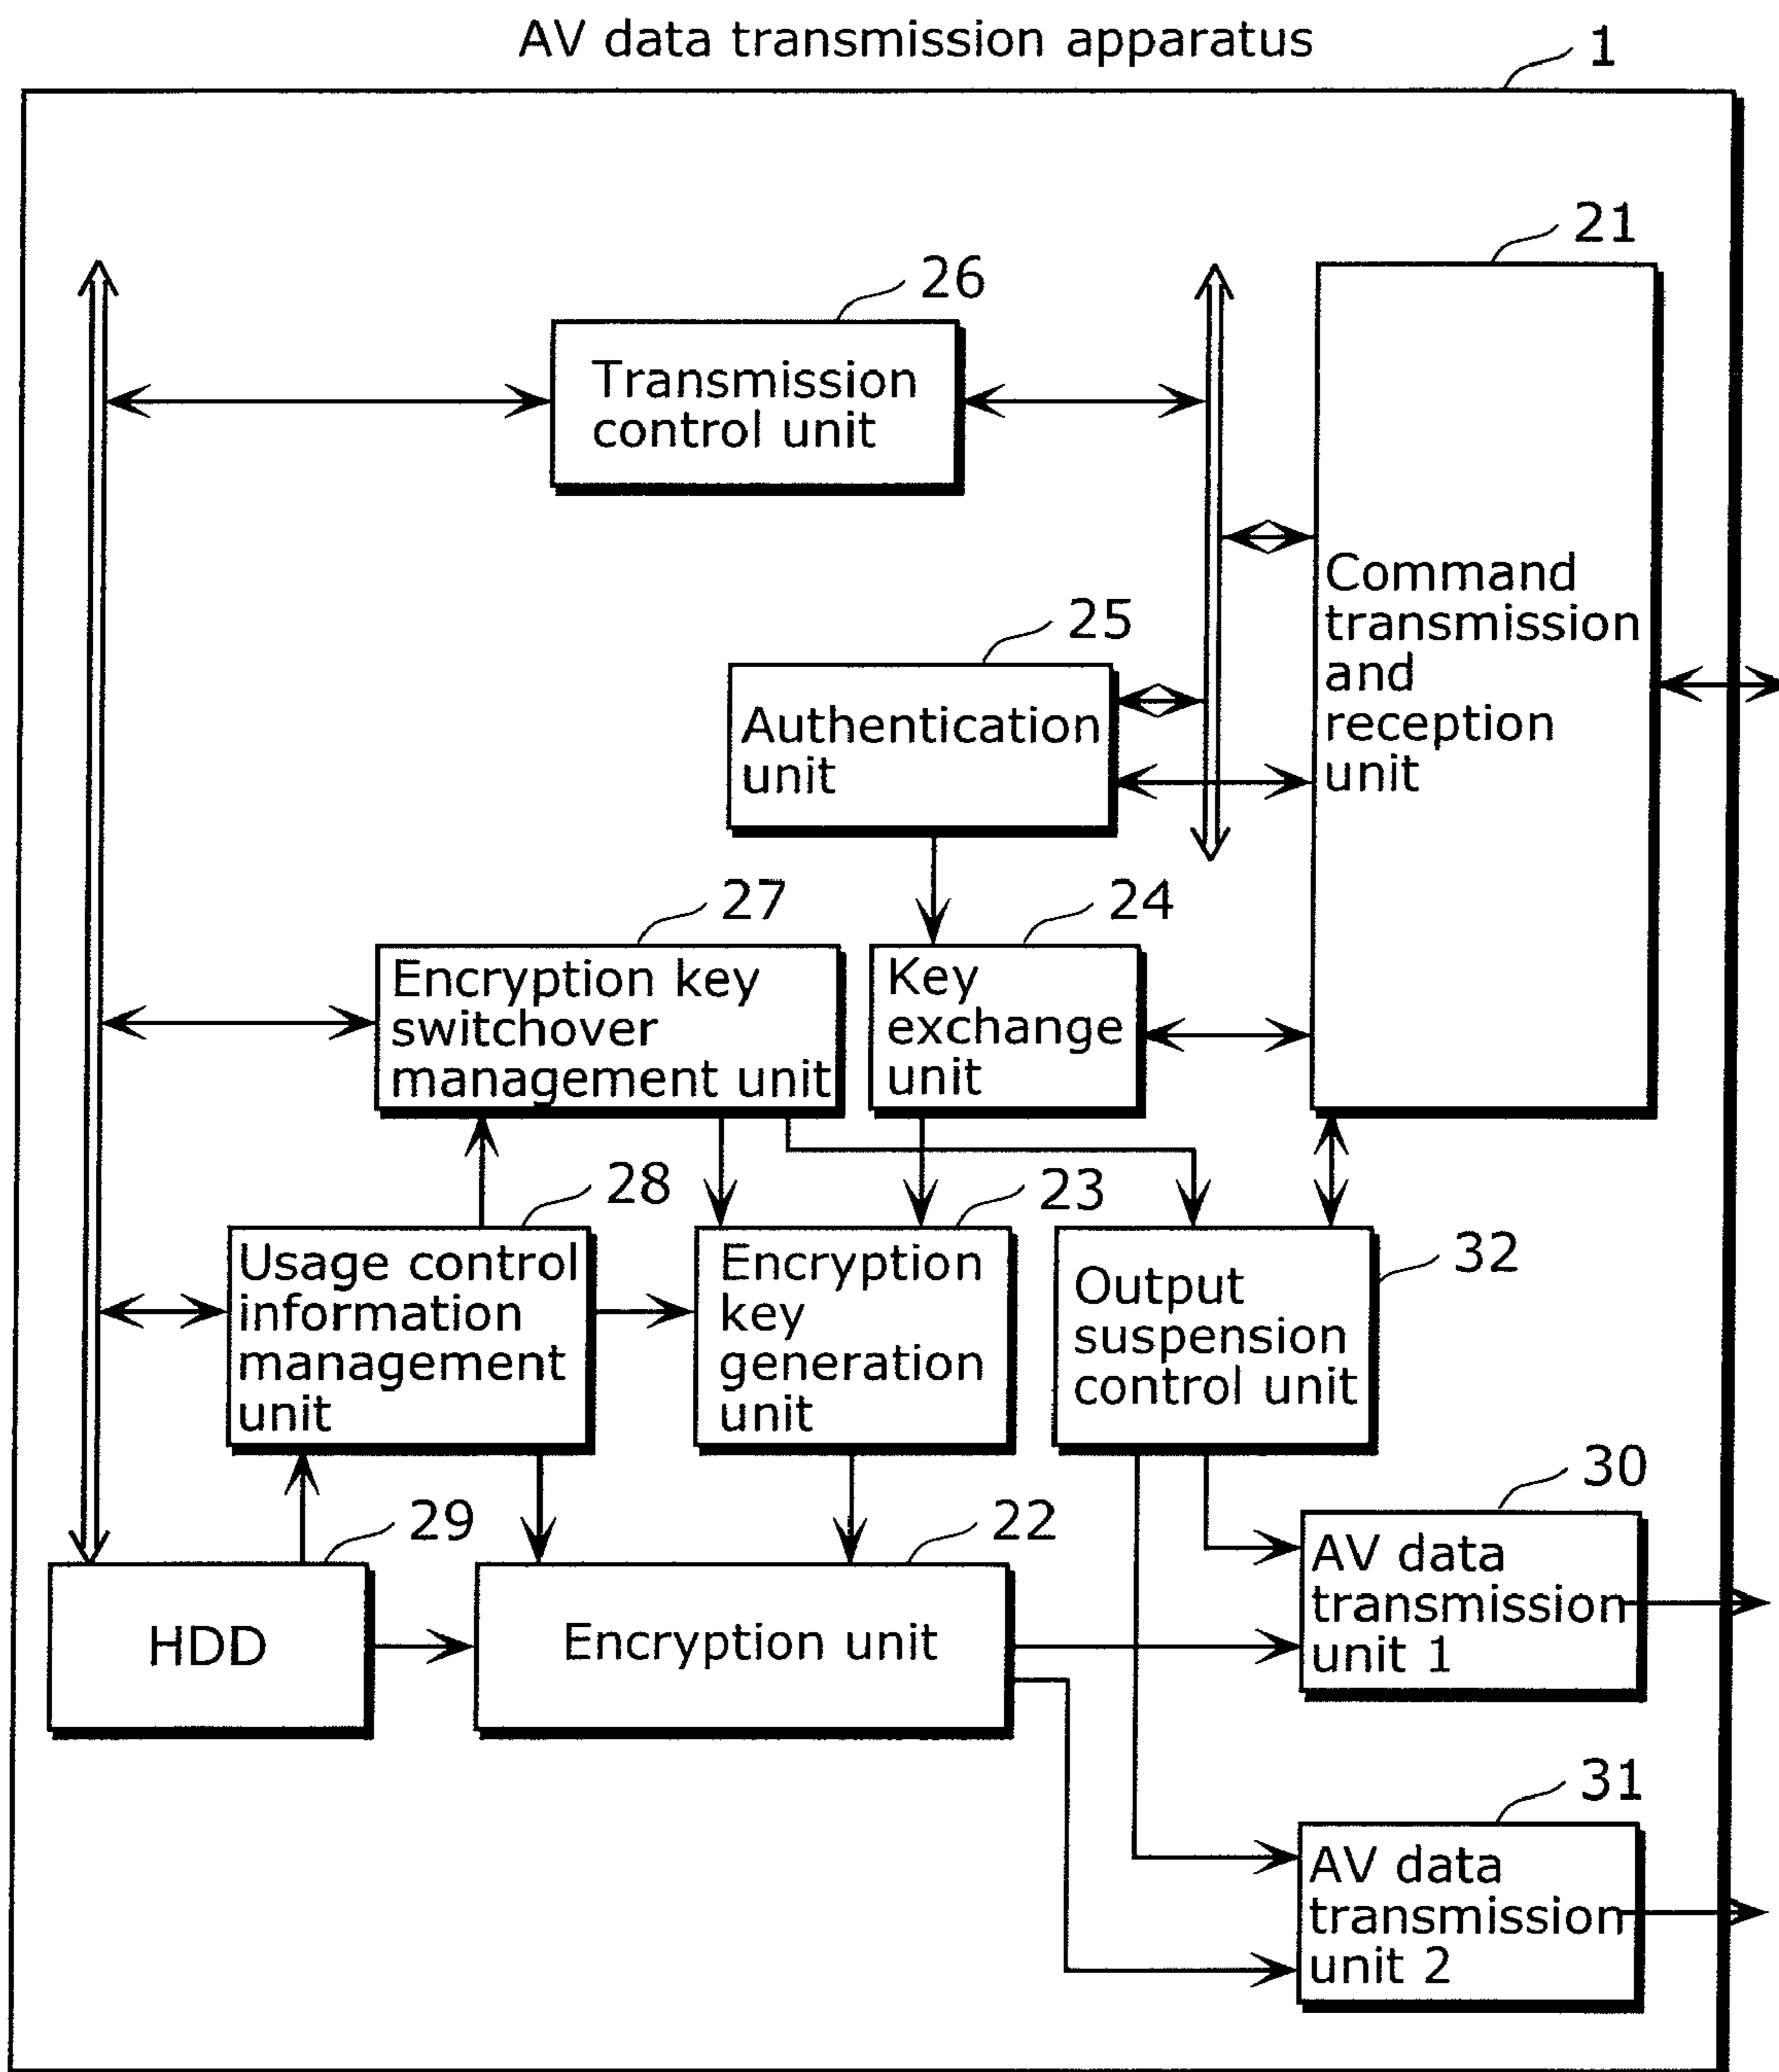 AV data transmission apparatus
1
21
26
Transmission
control unit
Command
transmission
and
reception
unit
25
Authentication
unit
27
24
Encryption key
switchover
management unit
Key
exchange
unit
28
23
32
Usage control
information
management
unit
Encryption
key
generation
unit
Output
suspension
control unit
30
29
22
AV data
transmission
unit 1
HDD
Encryption unit
31
AV data
transmission
unit 2